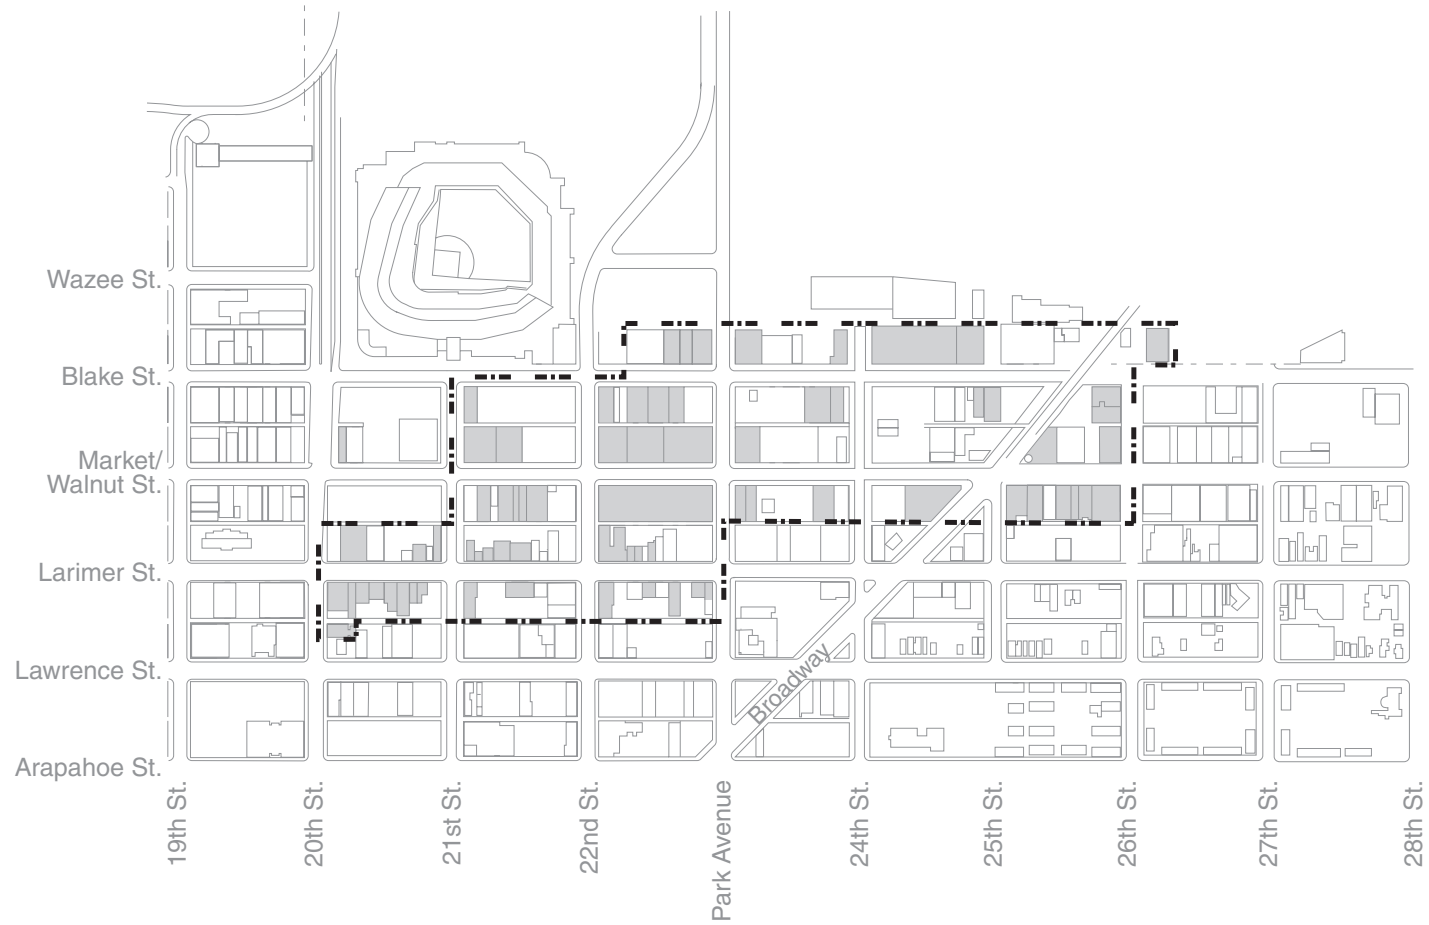 Wazee St.
Blake St.
Market/
Walnut St.
Larimer St.
Lawrence St.
Arapahoe St.
Broadway
19th St.
20th St.
21st St.
22nd St.
Park Avenue
24th St.
25th St.
26th St.
27th St.
28th St.